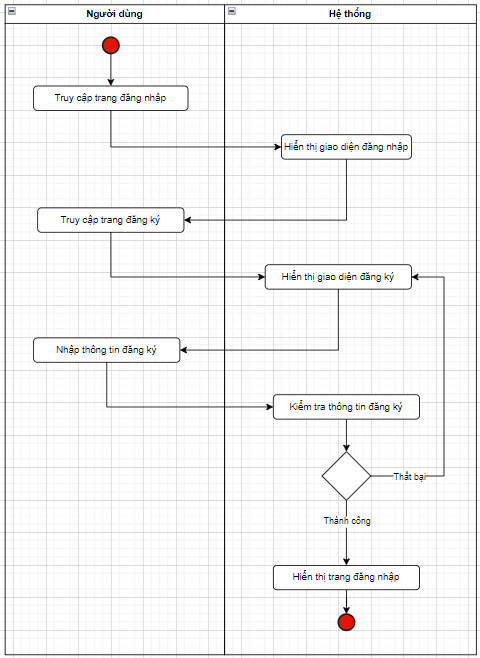 Người dùng
Hệ thống
Truy cập trang đăng nhập
Hiển thị giao diện đăng nhập
Truy cập trang đăng ký
Hiển thị giao diện đăng ký
Nhập thông tin đăng ký
Kiểm tra thông tin đăng ký
Thất bại
Thành công
Hiển thị trang đăng nhập